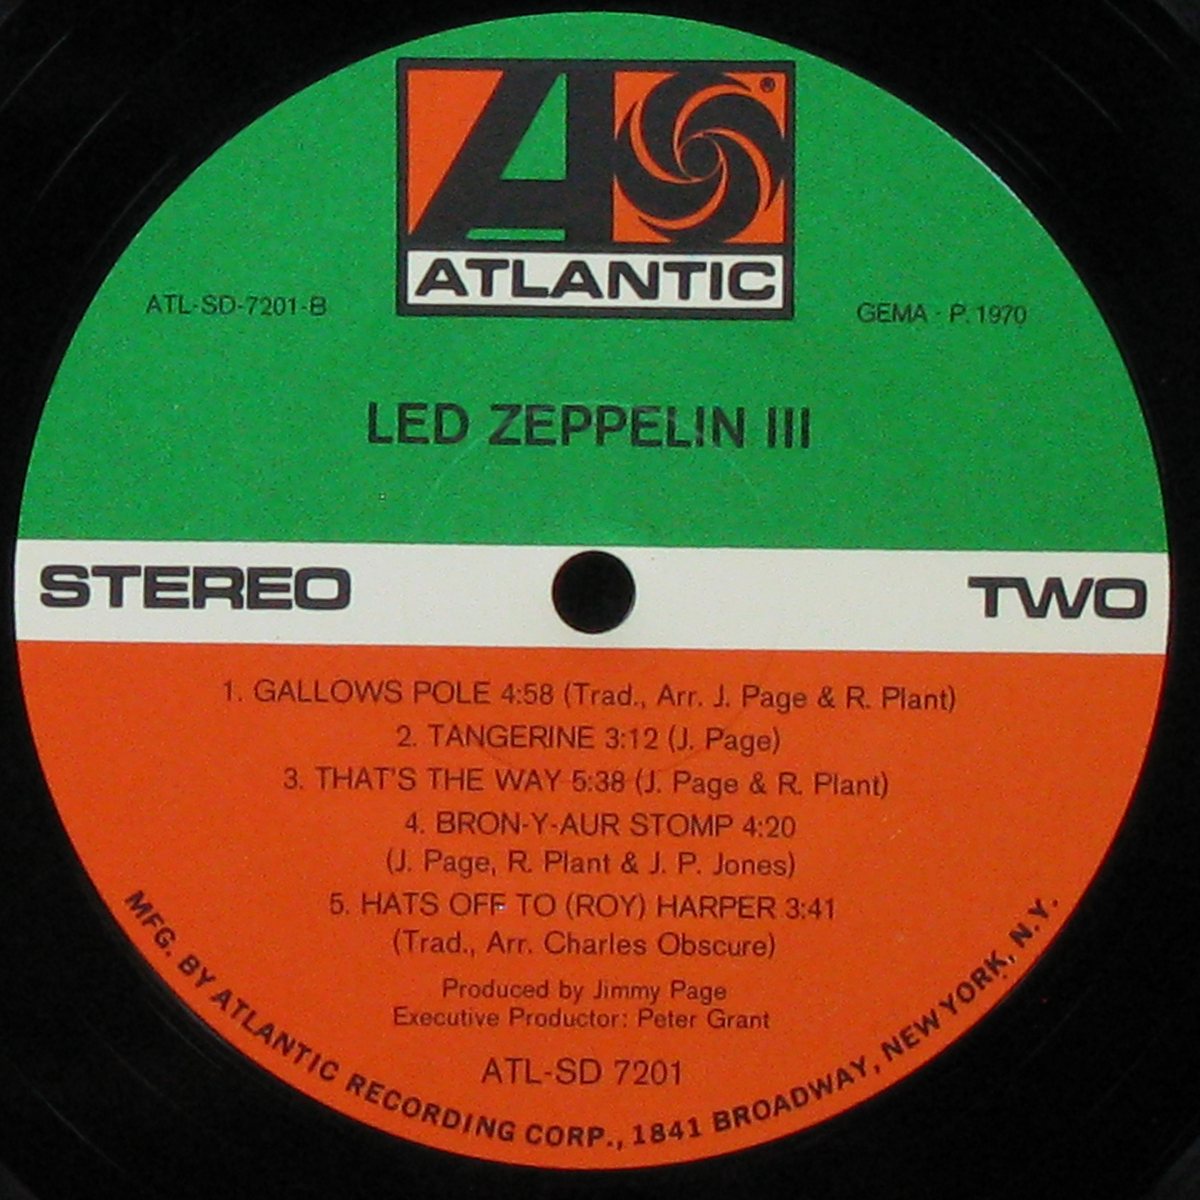 ®
ATLANTIC
ATL-SD-7201-B
GEMA · P. 1970
LED ZEPPELIN III
STEREO
TWO
1. GALLOWS POLE 4:58 (Trad., Arr. J. Page & R. Plant)
2. TANGERINE 3:12 (J. Page)
3. THAT'S THE WAY 5:38 (J. Page & R. Plant)
4. BRON-Y-AUR STOMP 4:20
(J. Page, R. Plant & J. P. Jones)
5. HATS OFF TO (ROY) HARPER 3:41
(Trad., Arr. Charles Obscure)
Produced by Jimmy Page
Executive Productor: Peter Grant
ATL-SD 7201
MFG. BY ATLANTIC RECORDING CORP., 1841 BROADWAY, NEW YORK, N.Y.